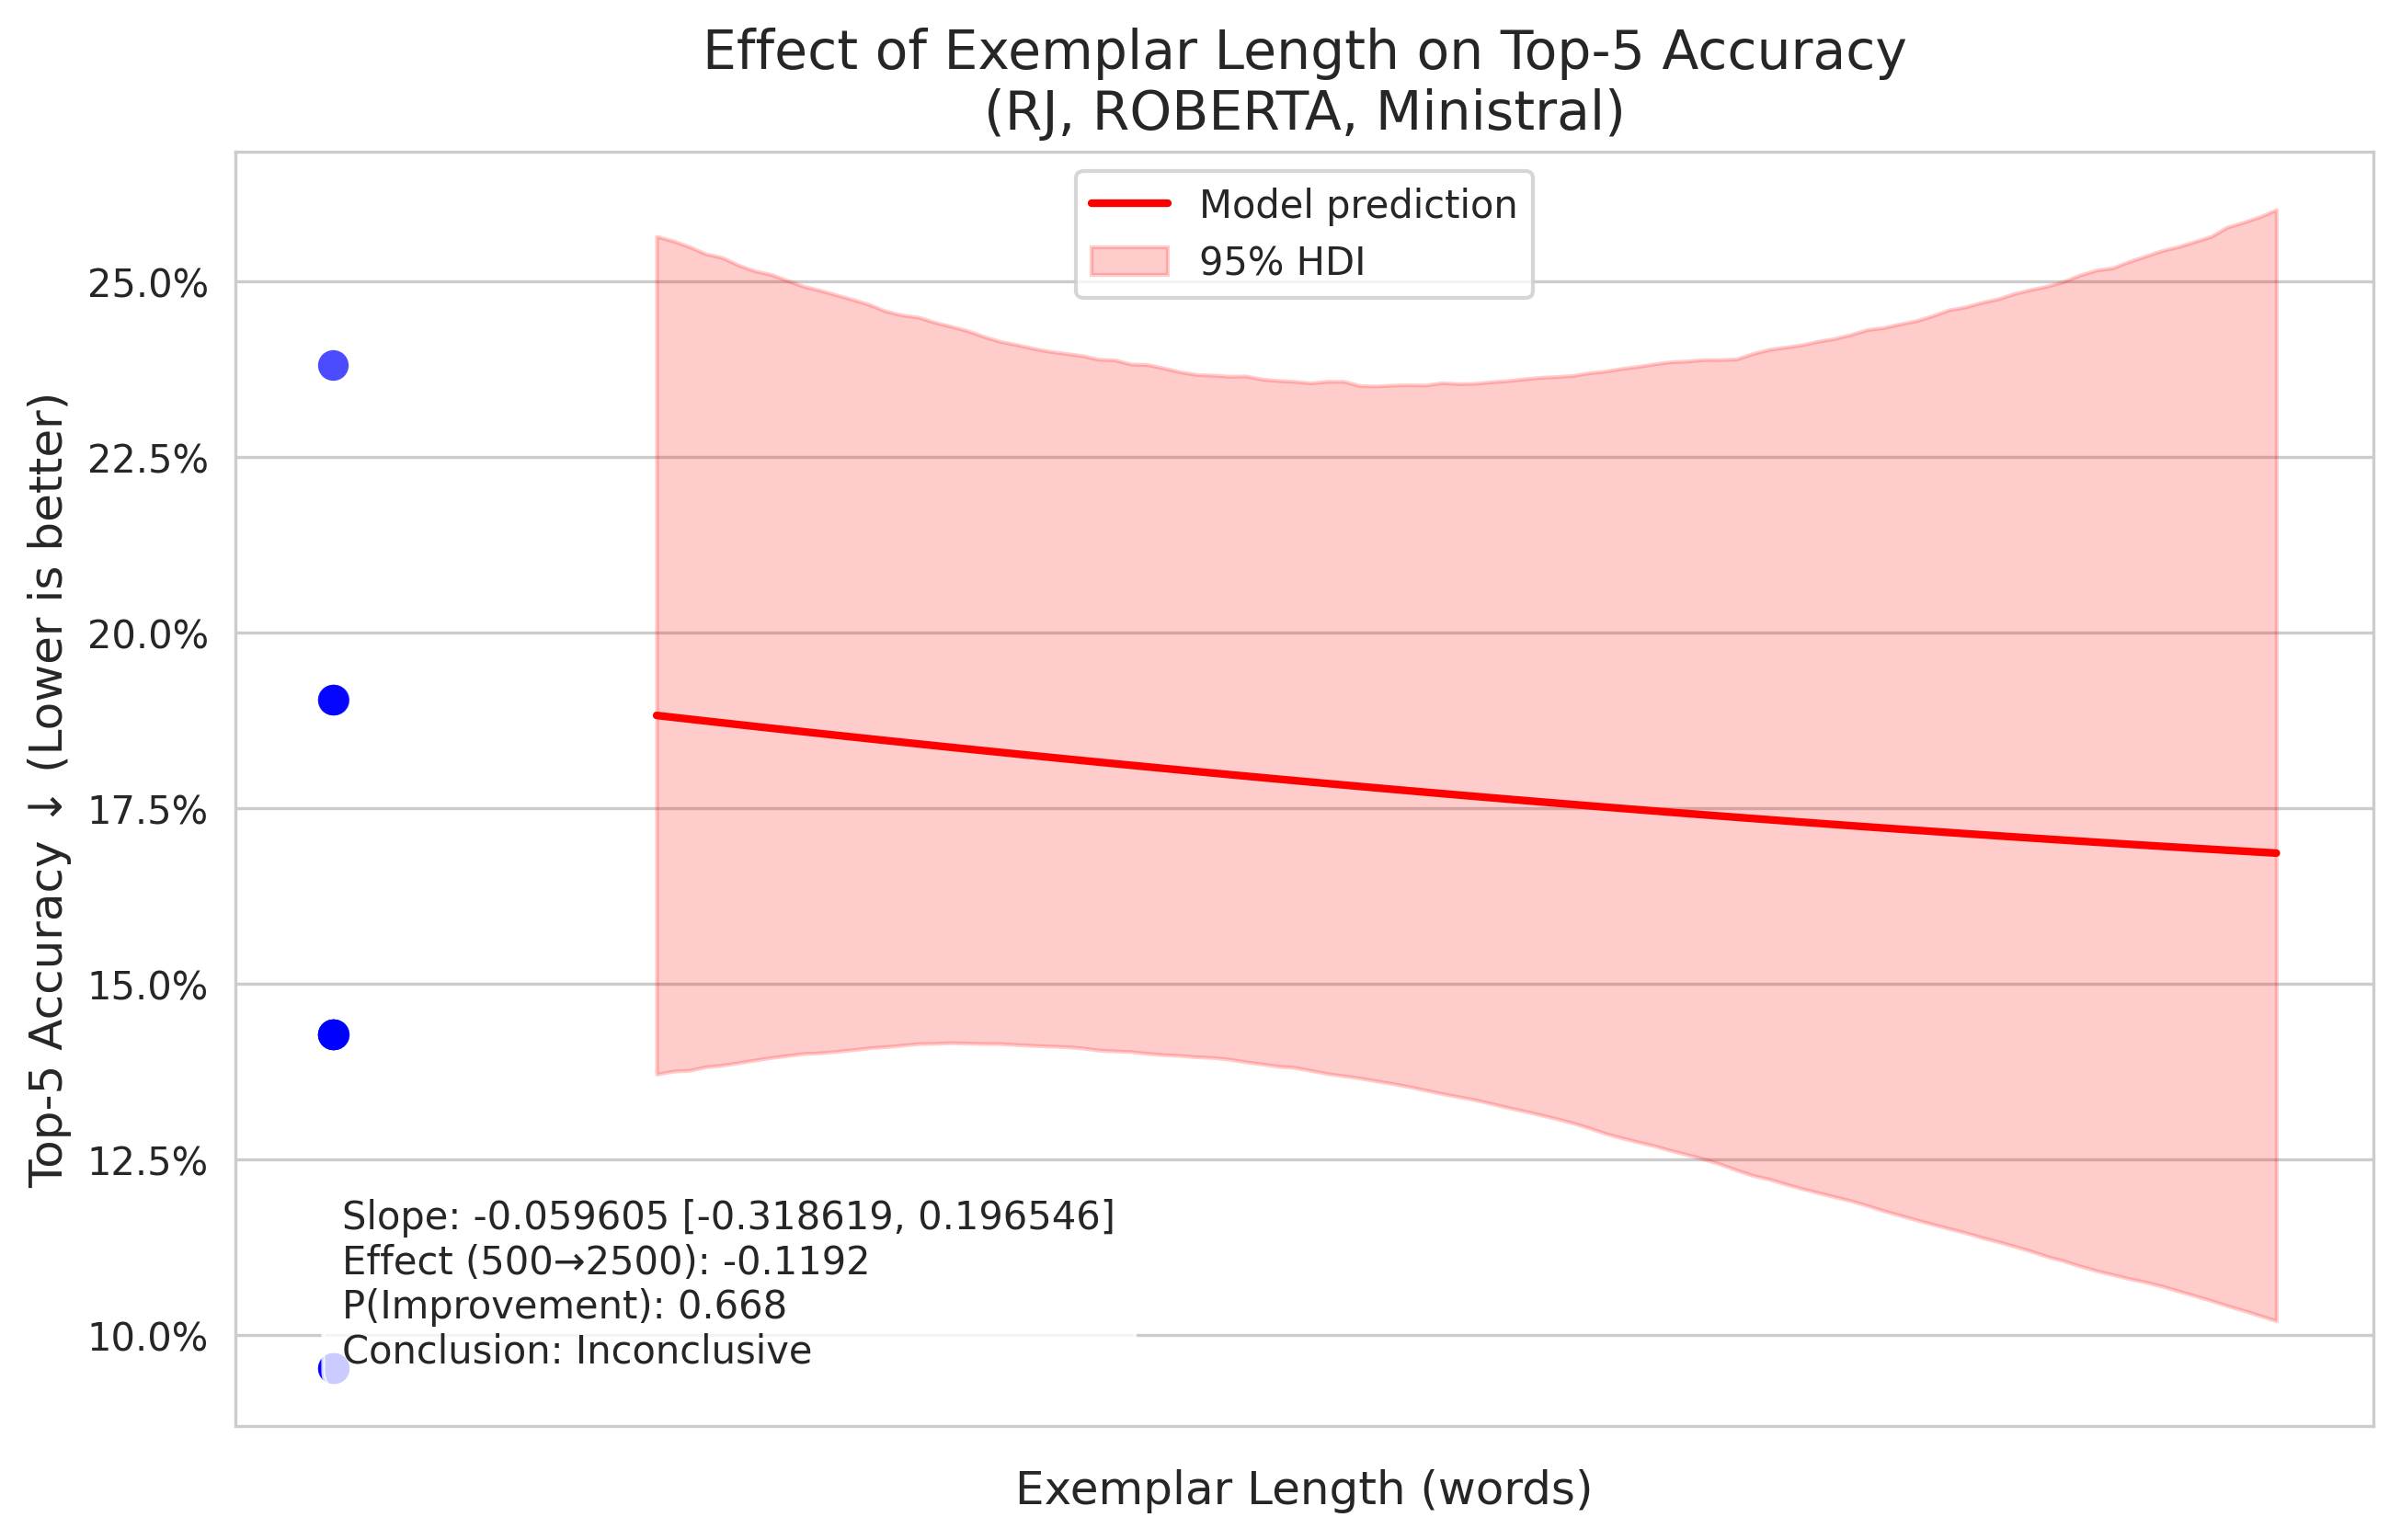 Effect of Exemplar Length on Top-5 Accuracy
(RJ, ROBERTA, Ministral)
Model prediction
95% HDI
Top-5 Accuracy ↓ (Lower is better)
25.0%
22.5%
20.0%
17.5%
15.0%
12.5%
10.0%
Slope: -0.059605 [-0.318619, 0.196546]
Effect (500→2500): -0.1192
P(Improvement): 0.668
Conclusion: Inconclusive
Exemplar Length (words)